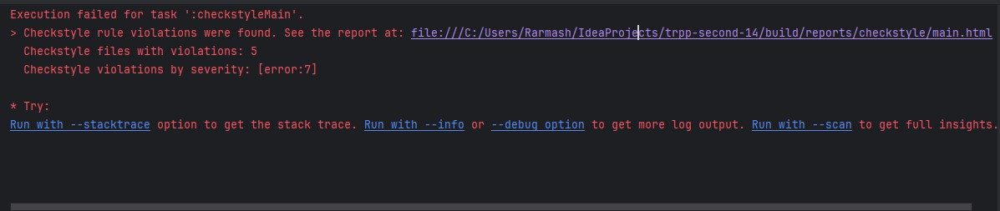 Execution failed for task ':checkstyleMain'.
> Checkstyle rule violations were found. See the report at: file:///C:/Users/Rarmash/IdeaProjects/trpp-second-14/build/reports/checkstyle/main.html
Checkstyle files with violations: 5
Checkstyle violations by severity: [error:7]
* Try:
Run with --stacktrace option to get the stack trace. Run with --info or --debug option to get more log output. Run with --scan to get full insights.